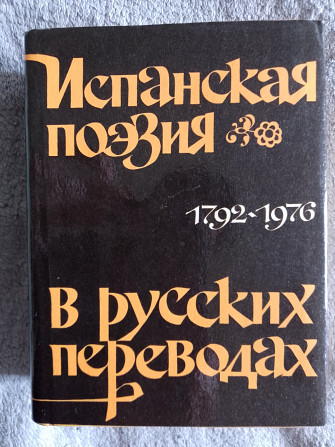 Испанская
поэзия
1792-1976
в русских
переводах